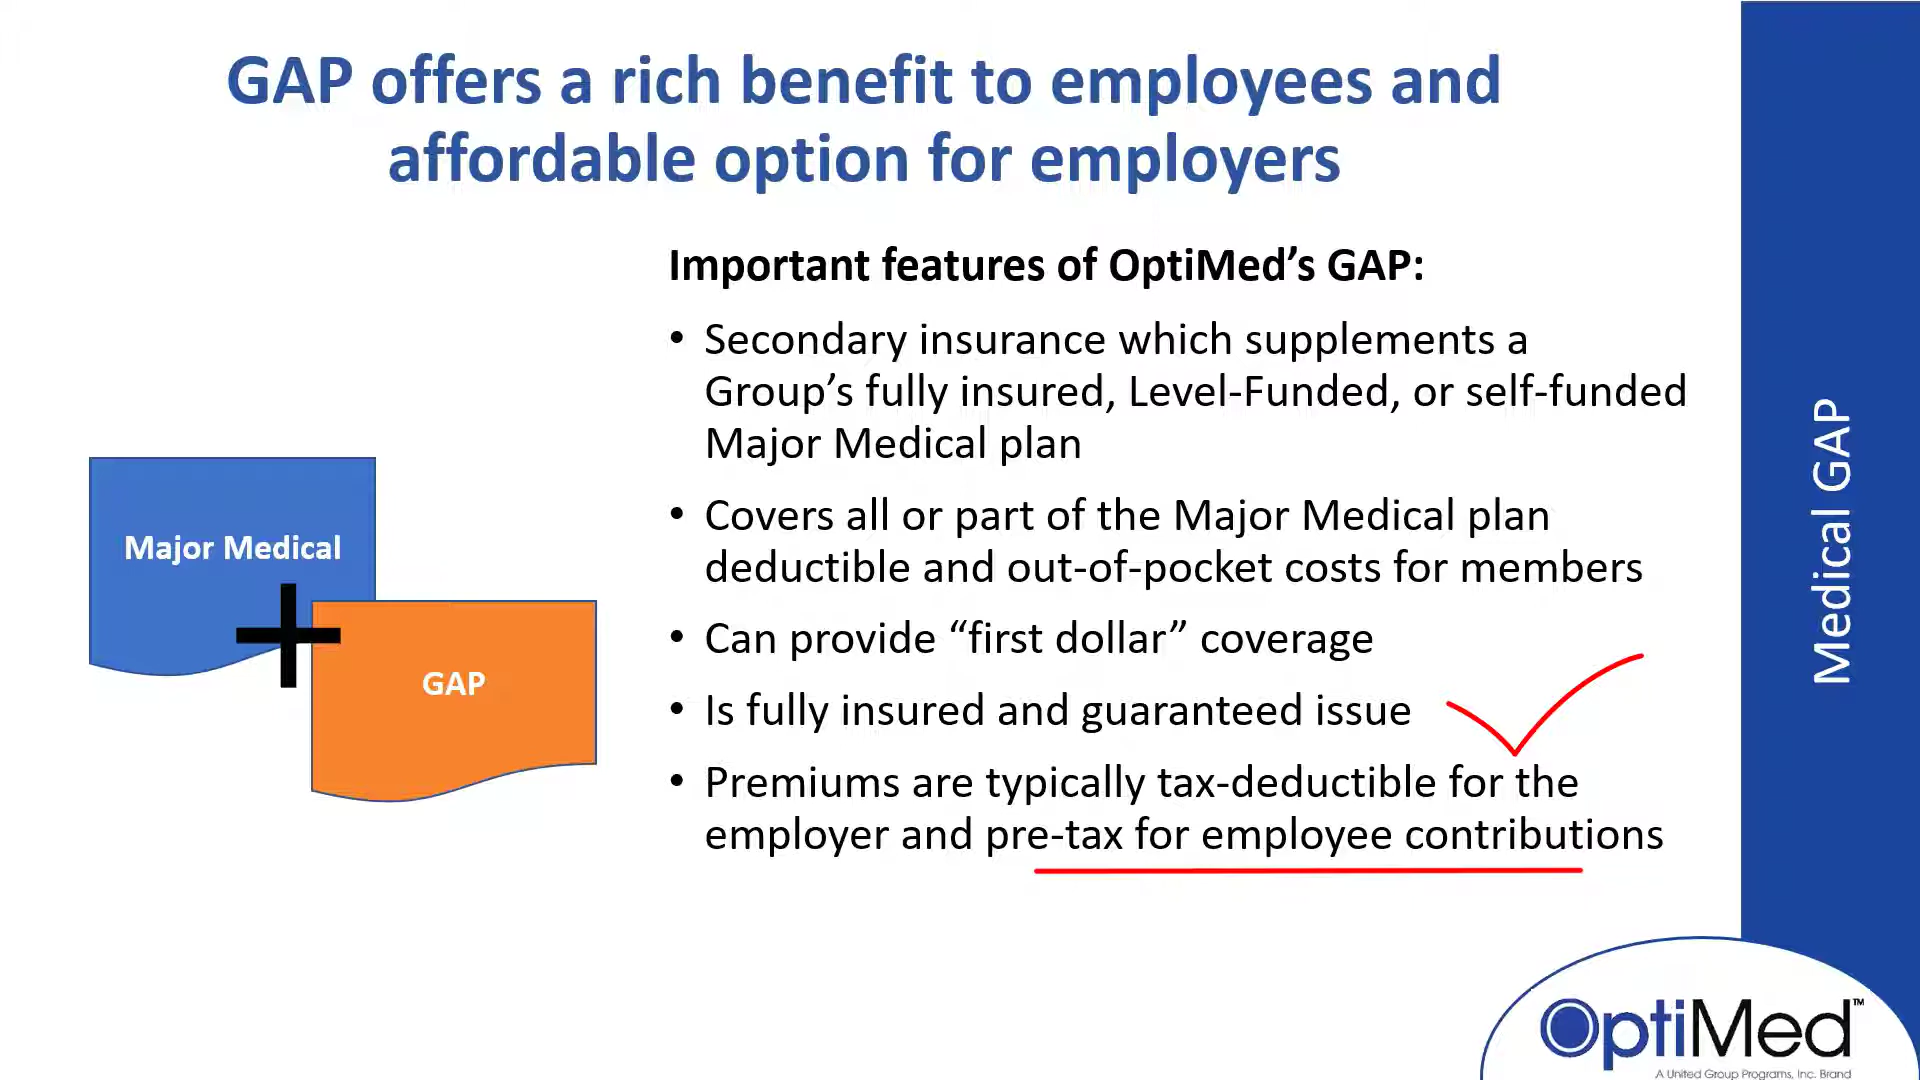 GAP offers a rich benefit to employees and
affordable option for employers
Important features of OptiMed’s GAP:
• Secondary insurance which supplements a
Group’s fully insured, Level-Funded, or self-funded
Major Medical plan
• Covers all or part of the Major Medical plan
deductible and out-of-pocket costs for members
• Can provide “first dollar” coverage
• Is fully insured and guaranteed issue
• Premiums are typically tax-deductible for the
employer and pre-tax for employee contributions
Major Medical
GAP
Medical GAP
OptiMed™
A United Group Programs, Inc. Brand